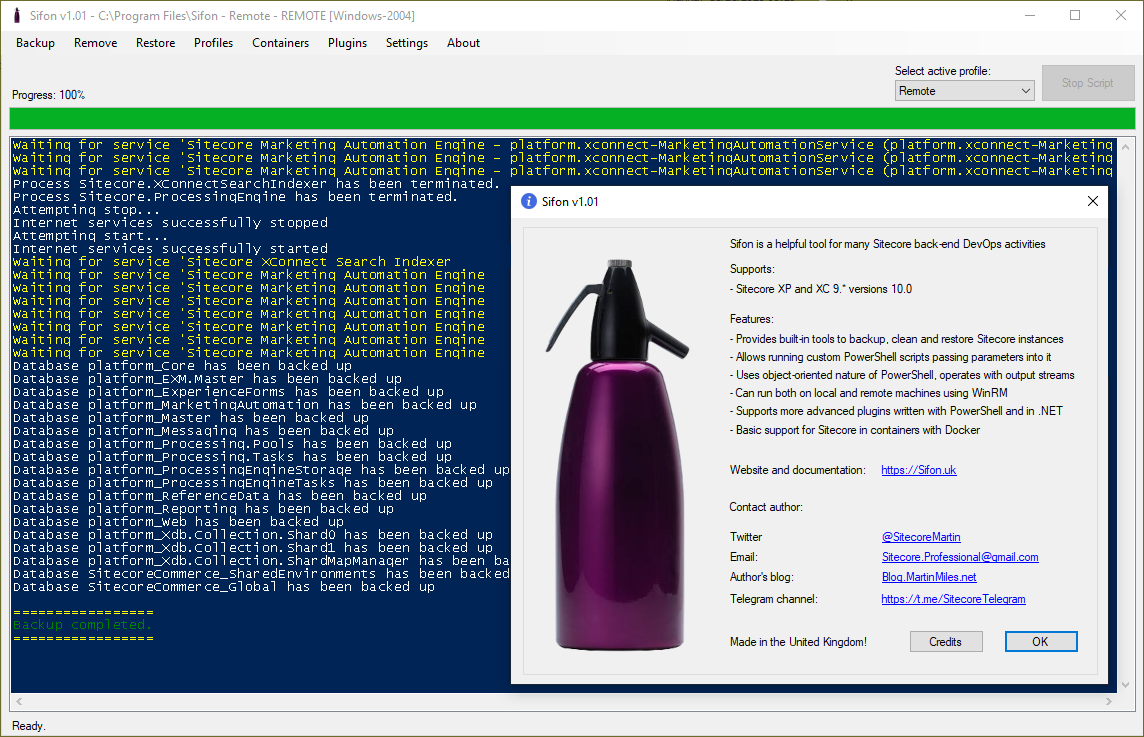 Sifon v1.01 - C:\Program Files\Sifon - Remote - REMOTE [Windows-2004]
Backup Remove Restore Profiles Containers Plugins Settings About
Select active profile:
Remote
Stop Script
Progress: 100%
Waiting for service 'Sitecore Marketing Automation Engine - platform.xconnect-MarketingAutomationService (platform.xconnect-Marketing
Waiting for service 'Sitecore Marketing Automation Engine - platform.xconnect-MarketingAutomationService (platform.xconnect-Marketing
Waiting for service 'Sitecore Marketing Automation Engine - platform.xconnect-MarketingAutomationService (platform.xconnect-Marketing
Process Sitecore.XConnectSearchIndexer has been terminated.
Process Sitecore.ProcessingEngine has been terminated.
Attempting stop...
Internet services successfully stopped
Attempting start...
Internet services successfully started
Waiting for service 'Sitecore XConnect Search Indexer
Waiting for service 'Sitecore Marketing Automation Engine
Waiting for service 'Sitecore Marketing Automation Engine
Waiting for service 'Sitecore Marketing Automation Engine
Waiting for service 'Sitecore Marketing Automation Engine
Waiting for service 'Sitecore Marketing Automation Engine
Waiting for service 'Sitecore Marketing Automation Engine
Waiting for service 'Sitecore Marketing Automation Engine
Database platform_Core has been backed up
Database platform_EXM.Master has been backed up
Database platform_ExperienceForms has been backed up
Database platform_MarketingAutomation has been backed up
Database platform_Master has been backed up
Database platform_Messaging has been backed up
Database platform_Processing.Pools has been backed up
Database platform_Processing.Tasks has been backed up
Database platform_ProcessingEngineStorage has been backed up
Database platform_ProcessingEngineTasks has been backed up
Database platform_ReferenceData has been backed up
Database platform_Reporting has been backed up
Database platform_Web has been backed up
Database platform_Xdb.Collection.Shard0 has been backed up
Database platform_Xdb.Collection.Shard1 has been backed up
Database platform_Xdb.Collection.ShardMapManager has been ba
Database SitecoreCommerce_SharedEnvironments has been backed
Database SitecoreCommerce_Global has been backed up
=================
Backup completed.
=================
Sifon v1.01
Sifon is a helpful tool for many Sitecore back-end DevOps activities
Supports:
- Sitecore XP and XC 9.* versions 10.0
Features:
- Provides built-in tools to backup, clean and restore Sitecore instances
- Allows running custom PowerShell scripts passing parameters into it
- Uses object-oriented nature of PowerShell, operates with output streams
- Can run both on local and remote machines using WinRM
- Supports more advanced plugins written with PowerShell and in .NET
- Basic support for Sitecore in containers with Docker
Website and documentation: https://Sifon.uk
Contact author:
Twitter @SitecoreMartin
Email: Sitecore.Professional@gmail.com
Author's blog: Blog.MartinMiles.net
Telegram channel: https://t.me/SitecoreTelegram
Made in the United Kingdom! Credits OK
Ready.